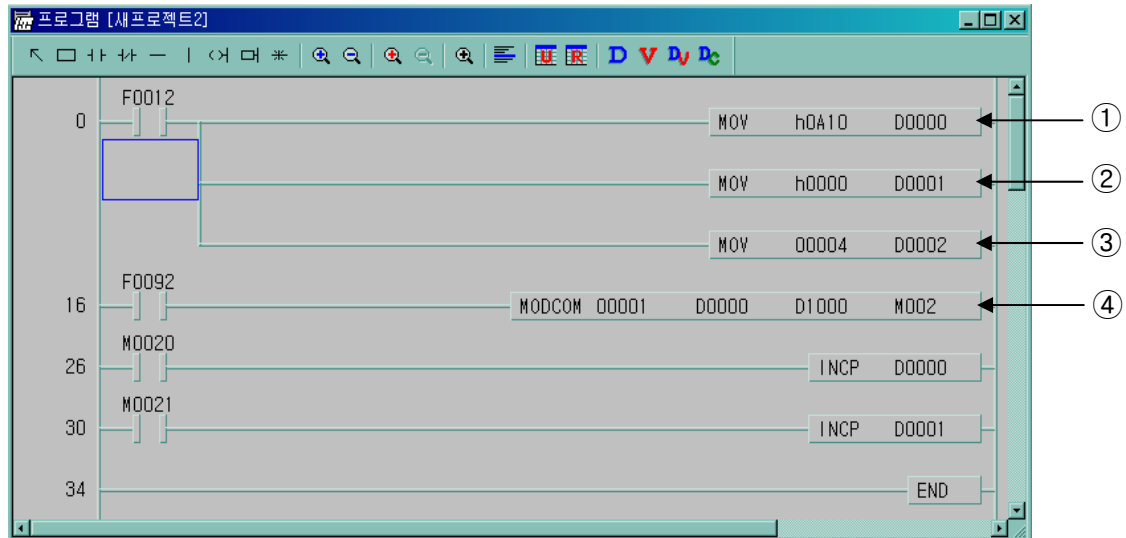 프로그램 [새프로젝트2]
U R D V DV DC
F0012
0 MOV h0A10 D0000 ①
MOV h0000 D0001 ②
MOV 00004 D0002 ③
F0092
16 MODCOM 00001 D0000 D1000 M002 ④
M0020
26 INCP D0000
M0021
30 INCP D0001
34 END